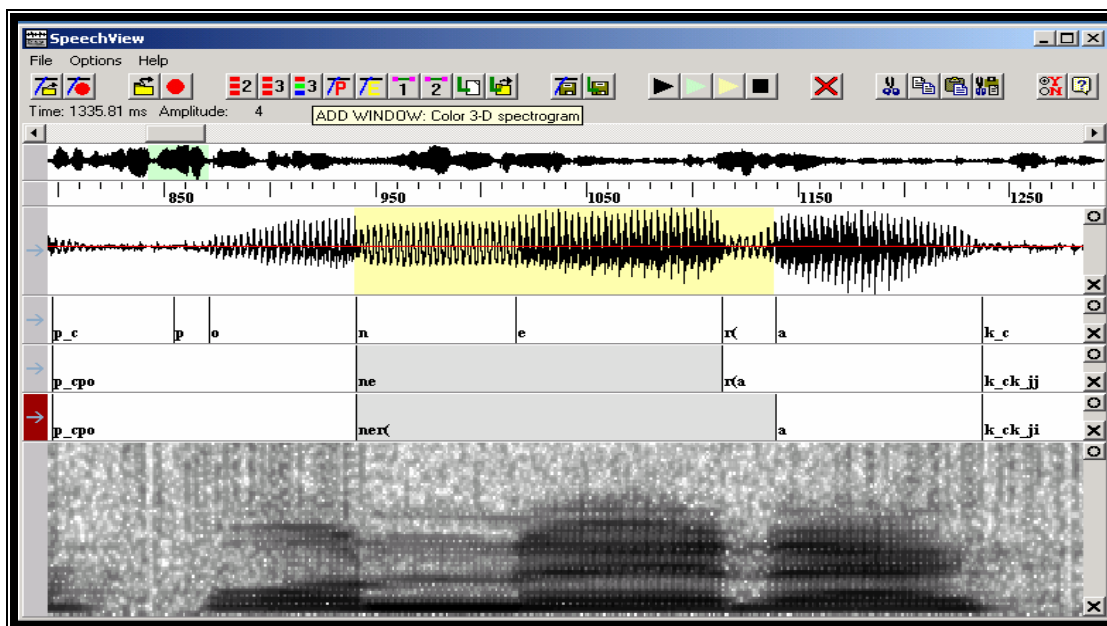 SpeechView
File Options Help
2 3 3 P E 1 2
Time: 1335.81 ms Amplitude: 4
ADD WINDOW: Color 3-D spectrogram
850 950 1050 1150 1250
p_c p o n e r( a k_c
p_cpo ne r(a k_ck_jj
p_cpo ner( a k_ck_ji